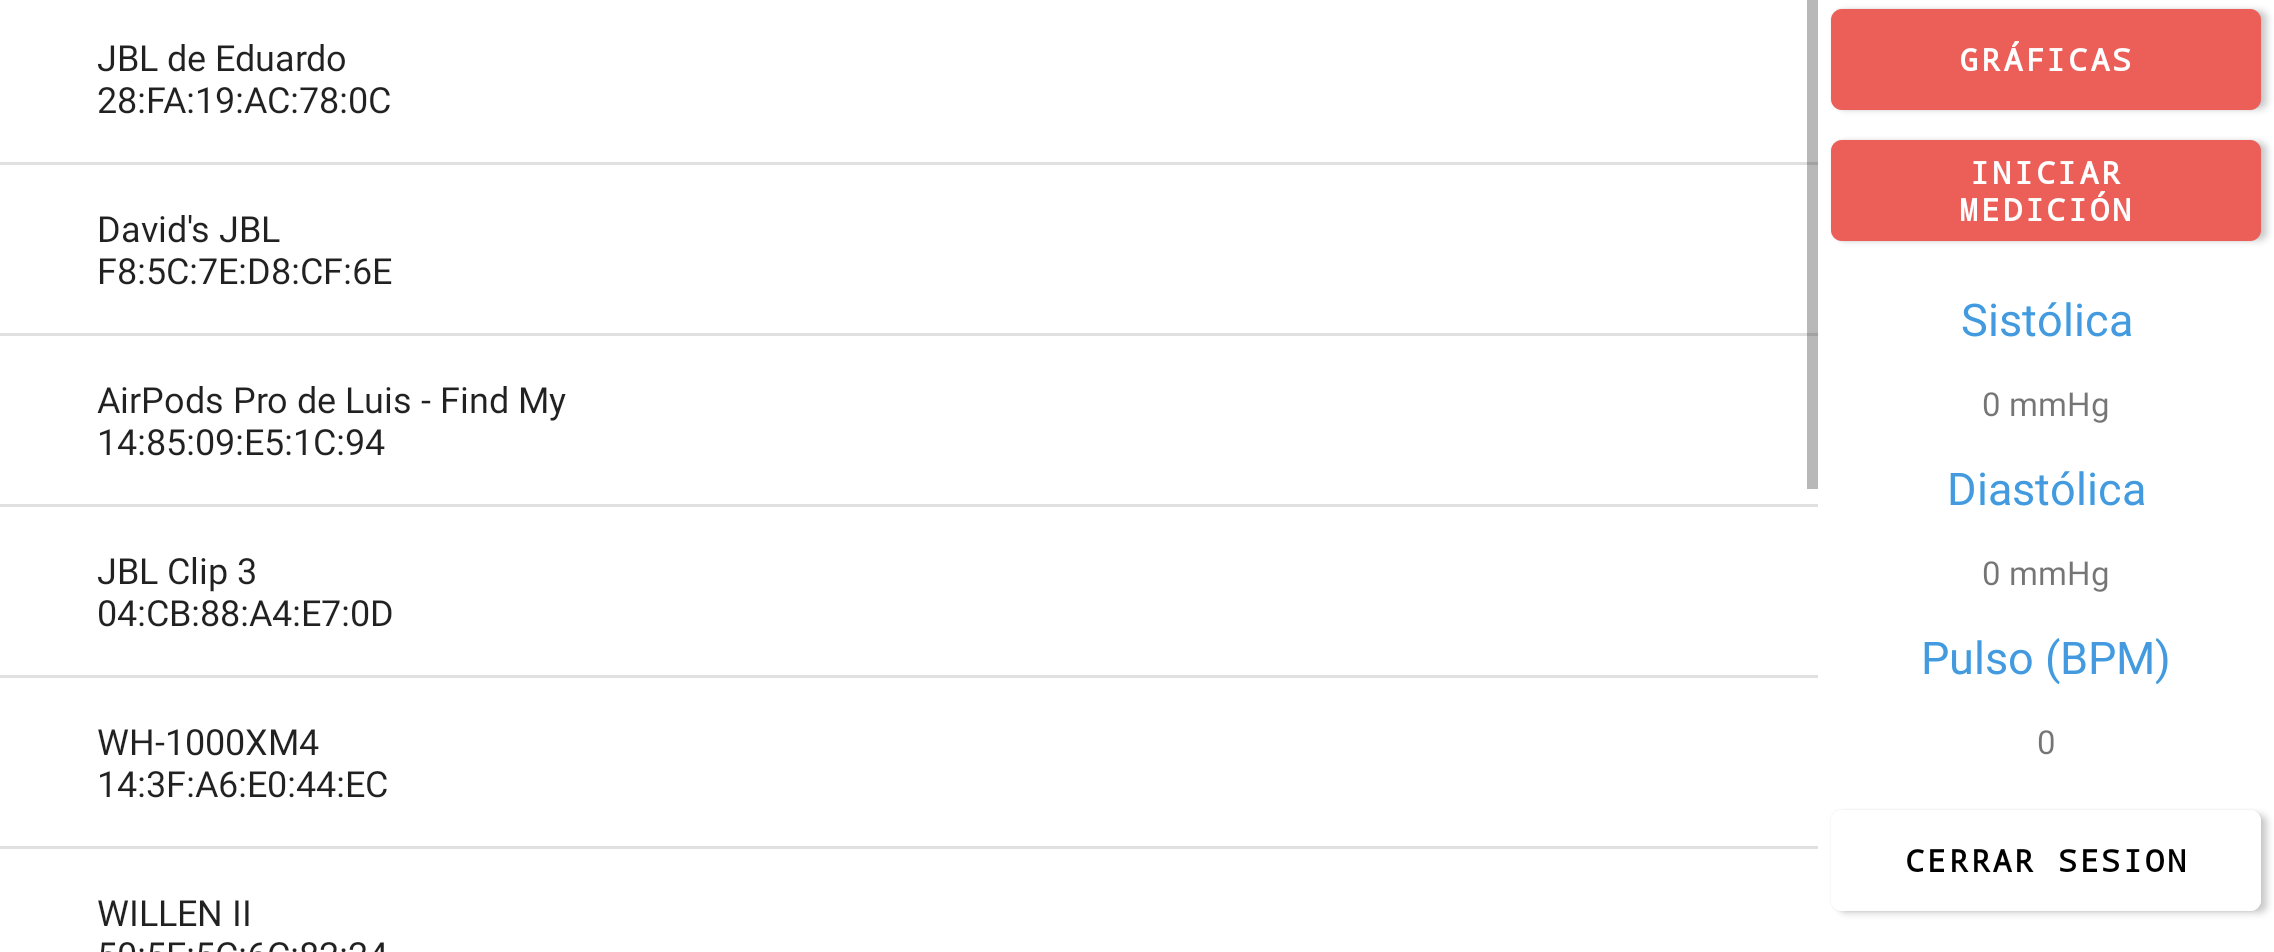 JBL de Eduardo
28:FA:19:AC:78:0C
David's JBL
F8:5C:7E:D8:CF:6E
AirPods Pro de Luis - Find My
14:85:09:E5:1C:94
JBL Clip 3
04:CB:88:A4:E7:0D
WH-1000XM4
14:3F:A6:E0:44:EC
WILLEN II
GRÁFICAS
INICIAR
MEDICIÓN
Sistólica
0 mmHg
Diastólica
0 mmHg
Pulso (BPM)
0
CERRAR SESION